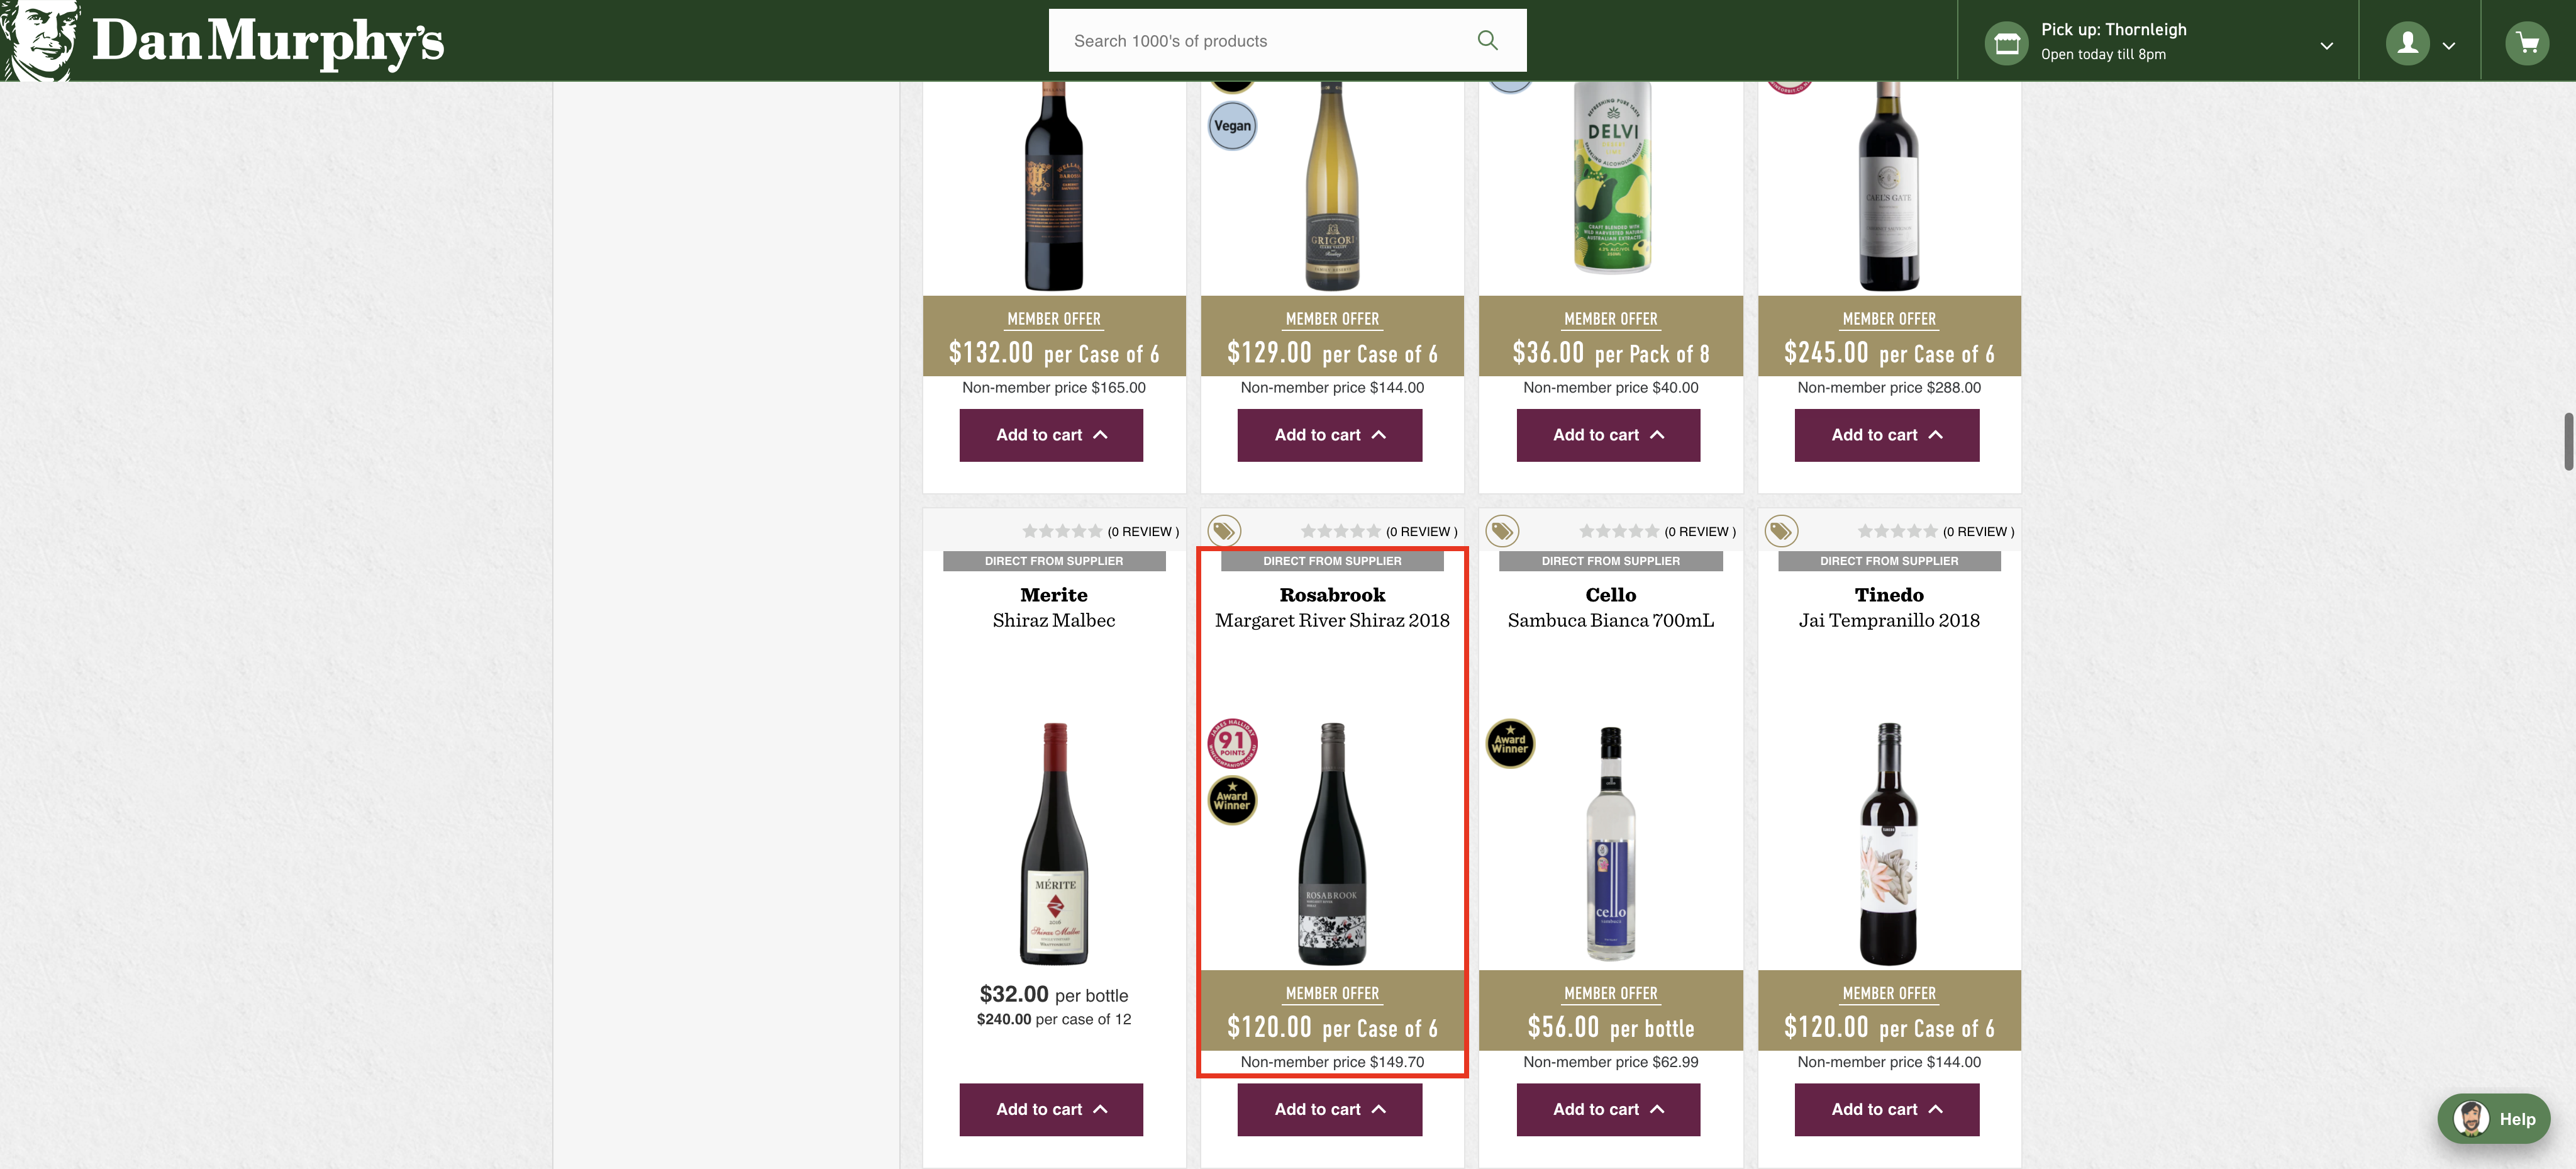 Dan Murphy's
Search 1000's of products
Pick up: Thornleigh
Open today till 8pm
Vegan
GRIGORI
DELVI
CAEL'S GATE
MEMBER OFFER
$132.00 per Case of 6
Non-member price $165.00
Add to cart
MEMBER OFFER
$129.00 per Case of 6
Non-member price $144.00
Add to cart
MEMBER OFFER
$36.00 per Pack of 8
Non-member price $40.00
Add to cart
MEMBER OFFER
$245.00 per Case of 6
Non-member price $288.00
Add to cart
(0 REVIEW )
DIRECT FROM SUPPLIER
Merite
Shiraz Malbec
MÉRITE
2016
Shiraz Malbec
$32.00 per bottle
$240.00 per case of 12
Add to cart
(0 REVIEW )
DIRECT FROM SUPPLIER
Rosabrook
Margaret River Shiraz 2018
91
POINTS
Award
Winner
ROSABROOK
MEMBER OFFER
$120.00 per Case of 6
Non-member price $149.70
Add to cart
(0 REVIEW )
DIRECT FROM SUPPLIER
Cello
Sambuca Bianca 700mL
Award
Winner
cello
MEMBER OFFER
$56.00 per bottle
Non-member price $62.99
Add to cart
(0 REVIEW )
DIRECT FROM SUPPLIER
Tinedo
Jai Tempranillo 2018
MEMBER OFFER
$120.00 per Case of 6
Non-member price $144.00
Add to cart
Help